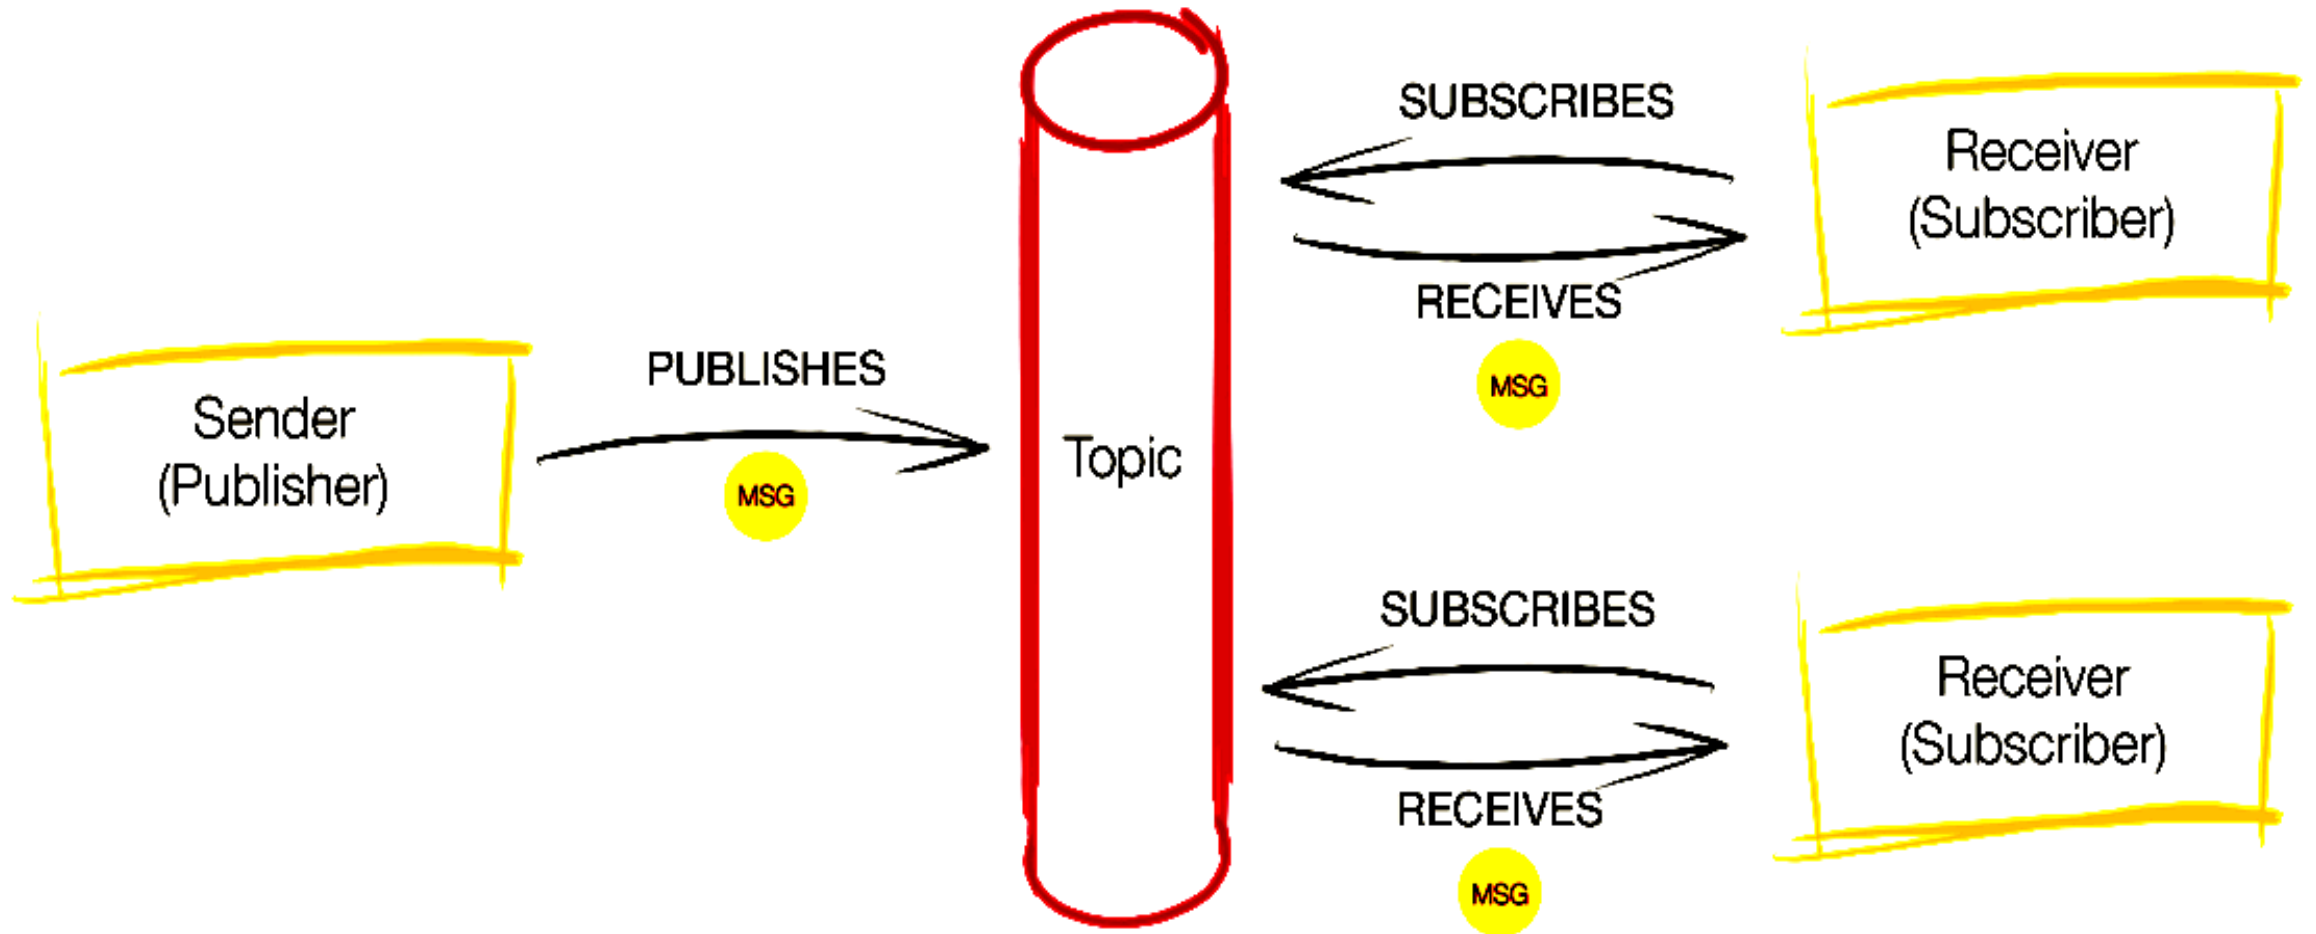 Sender
(Publisher)
PUBLISHES
MSG
Topic
SUBSCRIBES
RECEIVES
MSG
Receiver
(Subscriber)
SUBSCRIBES
RECEIVES
MSG
Receiver
(Subscriber)